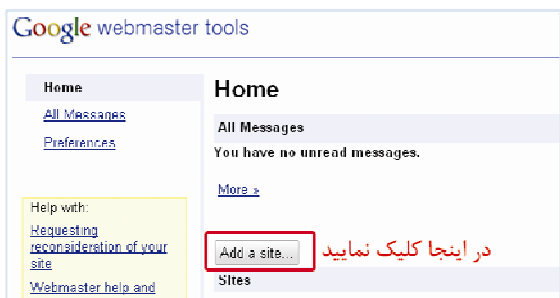 Google webmaster tools
Home
All Messages
Preferences
Help with:
Requesting
reconsideration of your
site
Webmaster help and
Home
All Messages
You have no unread messages.
More »
Add a site...
در اینجا کلیک نمایید
Sites